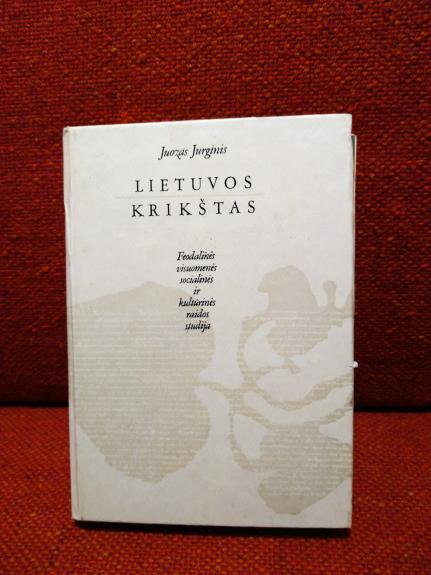 Juozas Jurginis
LIETUVOS
KRIKŠTAS
Feodalinės
visuomenės
socialinės
ir
kultūrinės
raidos
studija